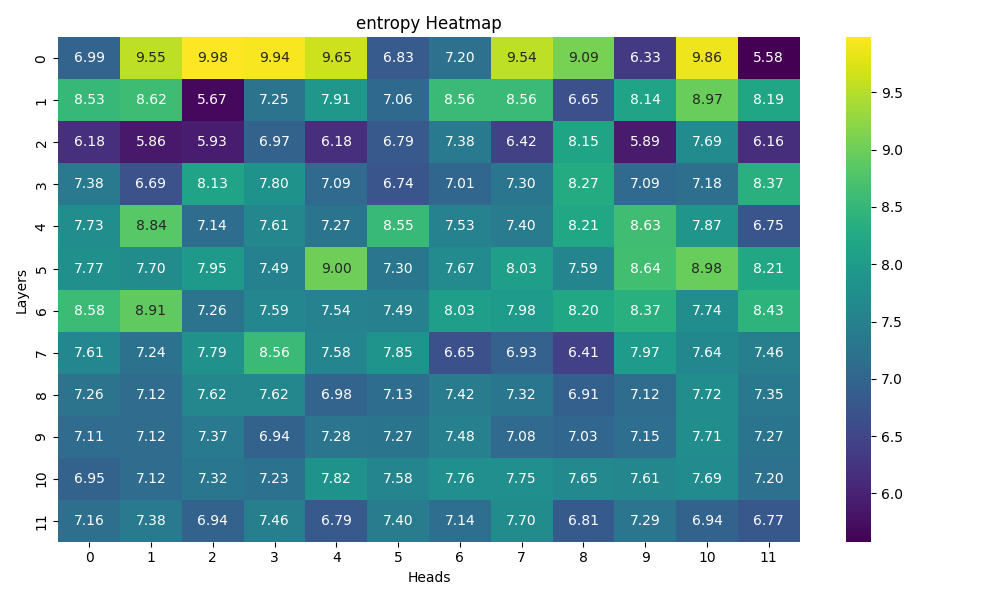 entropy Heatmap
0 6.99 9.55 9.98 9.94 9.65 6.83 7.20 9.54 9.09 6.33 9.86 5.58
1 8.53 8.62 5.67 7.25 7.91 7.06 8.56 8.56 6.65 8.14 8.97 8.19
2 6.18 5.86 5.93 6.97 6.18 6.79 7.38 6.42 8.15 5.89 7.69 6.16
3 7.38 6.69 8.13 7.80 7.09 6.74 7.01 7.30 8.27 7.09 7.18 8.37
4 7.73 8.84 7.14 7.61 7.27 8.55 7.53 7.40 8.21 8.63 7.87 6.75
5 7.77 7.70 7.95 7.49 9.00 7.30 7.67 8.03 7.59 8.64 8.98 8.21
6 8.58 8.91 7.26 7.59 7.54 7.49 8.03 7.98 8.20 8.37 7.74 8.43
7 7.61 7.24 7.79 8.56 7.58 7.85 6.65 6.93 6.41 7.97 7.64 7.46
8 7.26 7.12 7.62 7.62 6.98 7.13 7.42 7.32 6.91 7.12 7.72 7.35
9 7.11 7.12 7.37 6.94 7.28 7.27 7.48 7.08 7.03 7.15 7.71 7.27
10 6.95 7.12 7.32 7.23 7.82 7.58 7.76 7.75 7.65 7.61 7.69 7.20
11 7.16 7.38 6.94 7.46 6.79 7.40 7.14 7.70 6.81 7.29 6.94 6.77
0 1 2 3 4 5 6 7 8 9 10 11
Heads
Layers
9.5
9.0
8.5
8.0
7.5
7.0
6.5
6.0